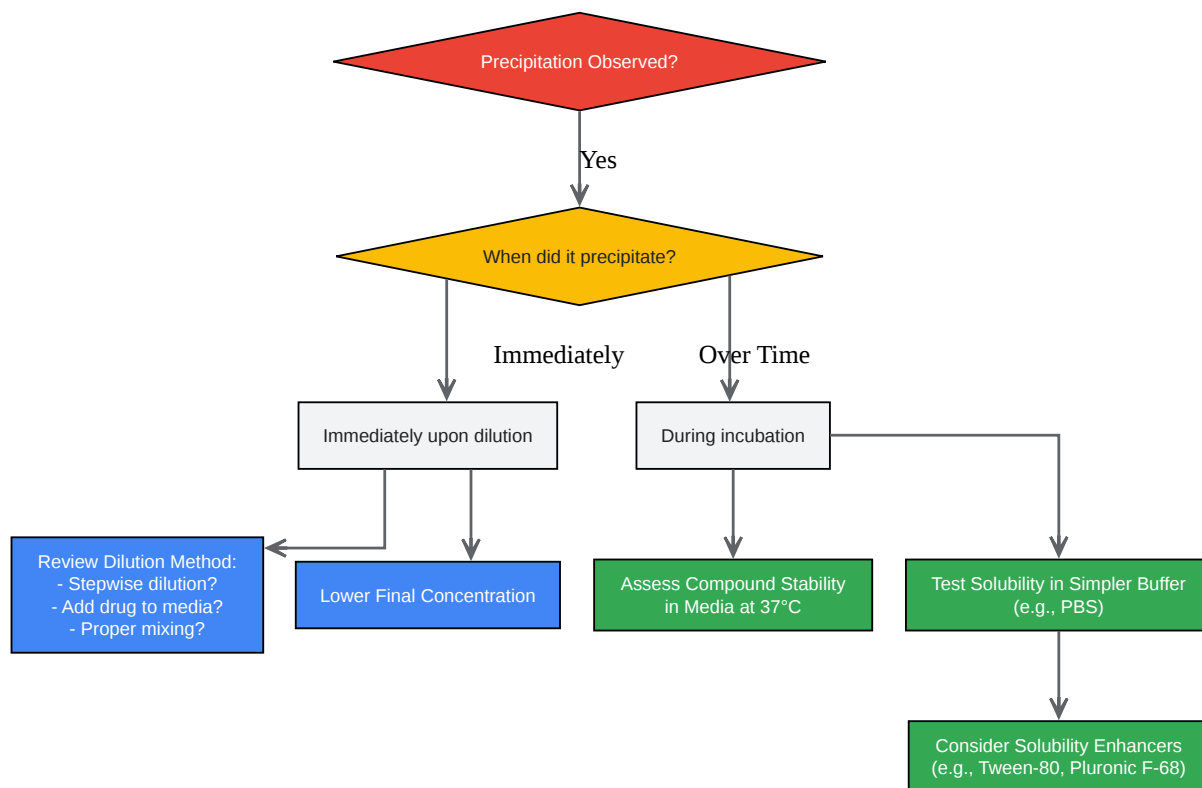 Precipitation Observed?
Yes
When did it precipitate?
Immediately
Over Time
Immediately upon dilution
During incubation
Review Dilution Method:
- Stepwise dilution?
- Add drug to media?
- Proper mixing?
Lower Final Concentration
Assess Compound Stability
in Media at 37°C
Test Solubility in Simpler Buffer
(e.g., PBS)
Consider Solubility Enhancers
(e.g., Tween-80, Pluronic F-68)